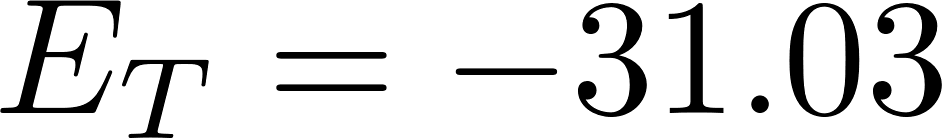 $E_T = -31.03$